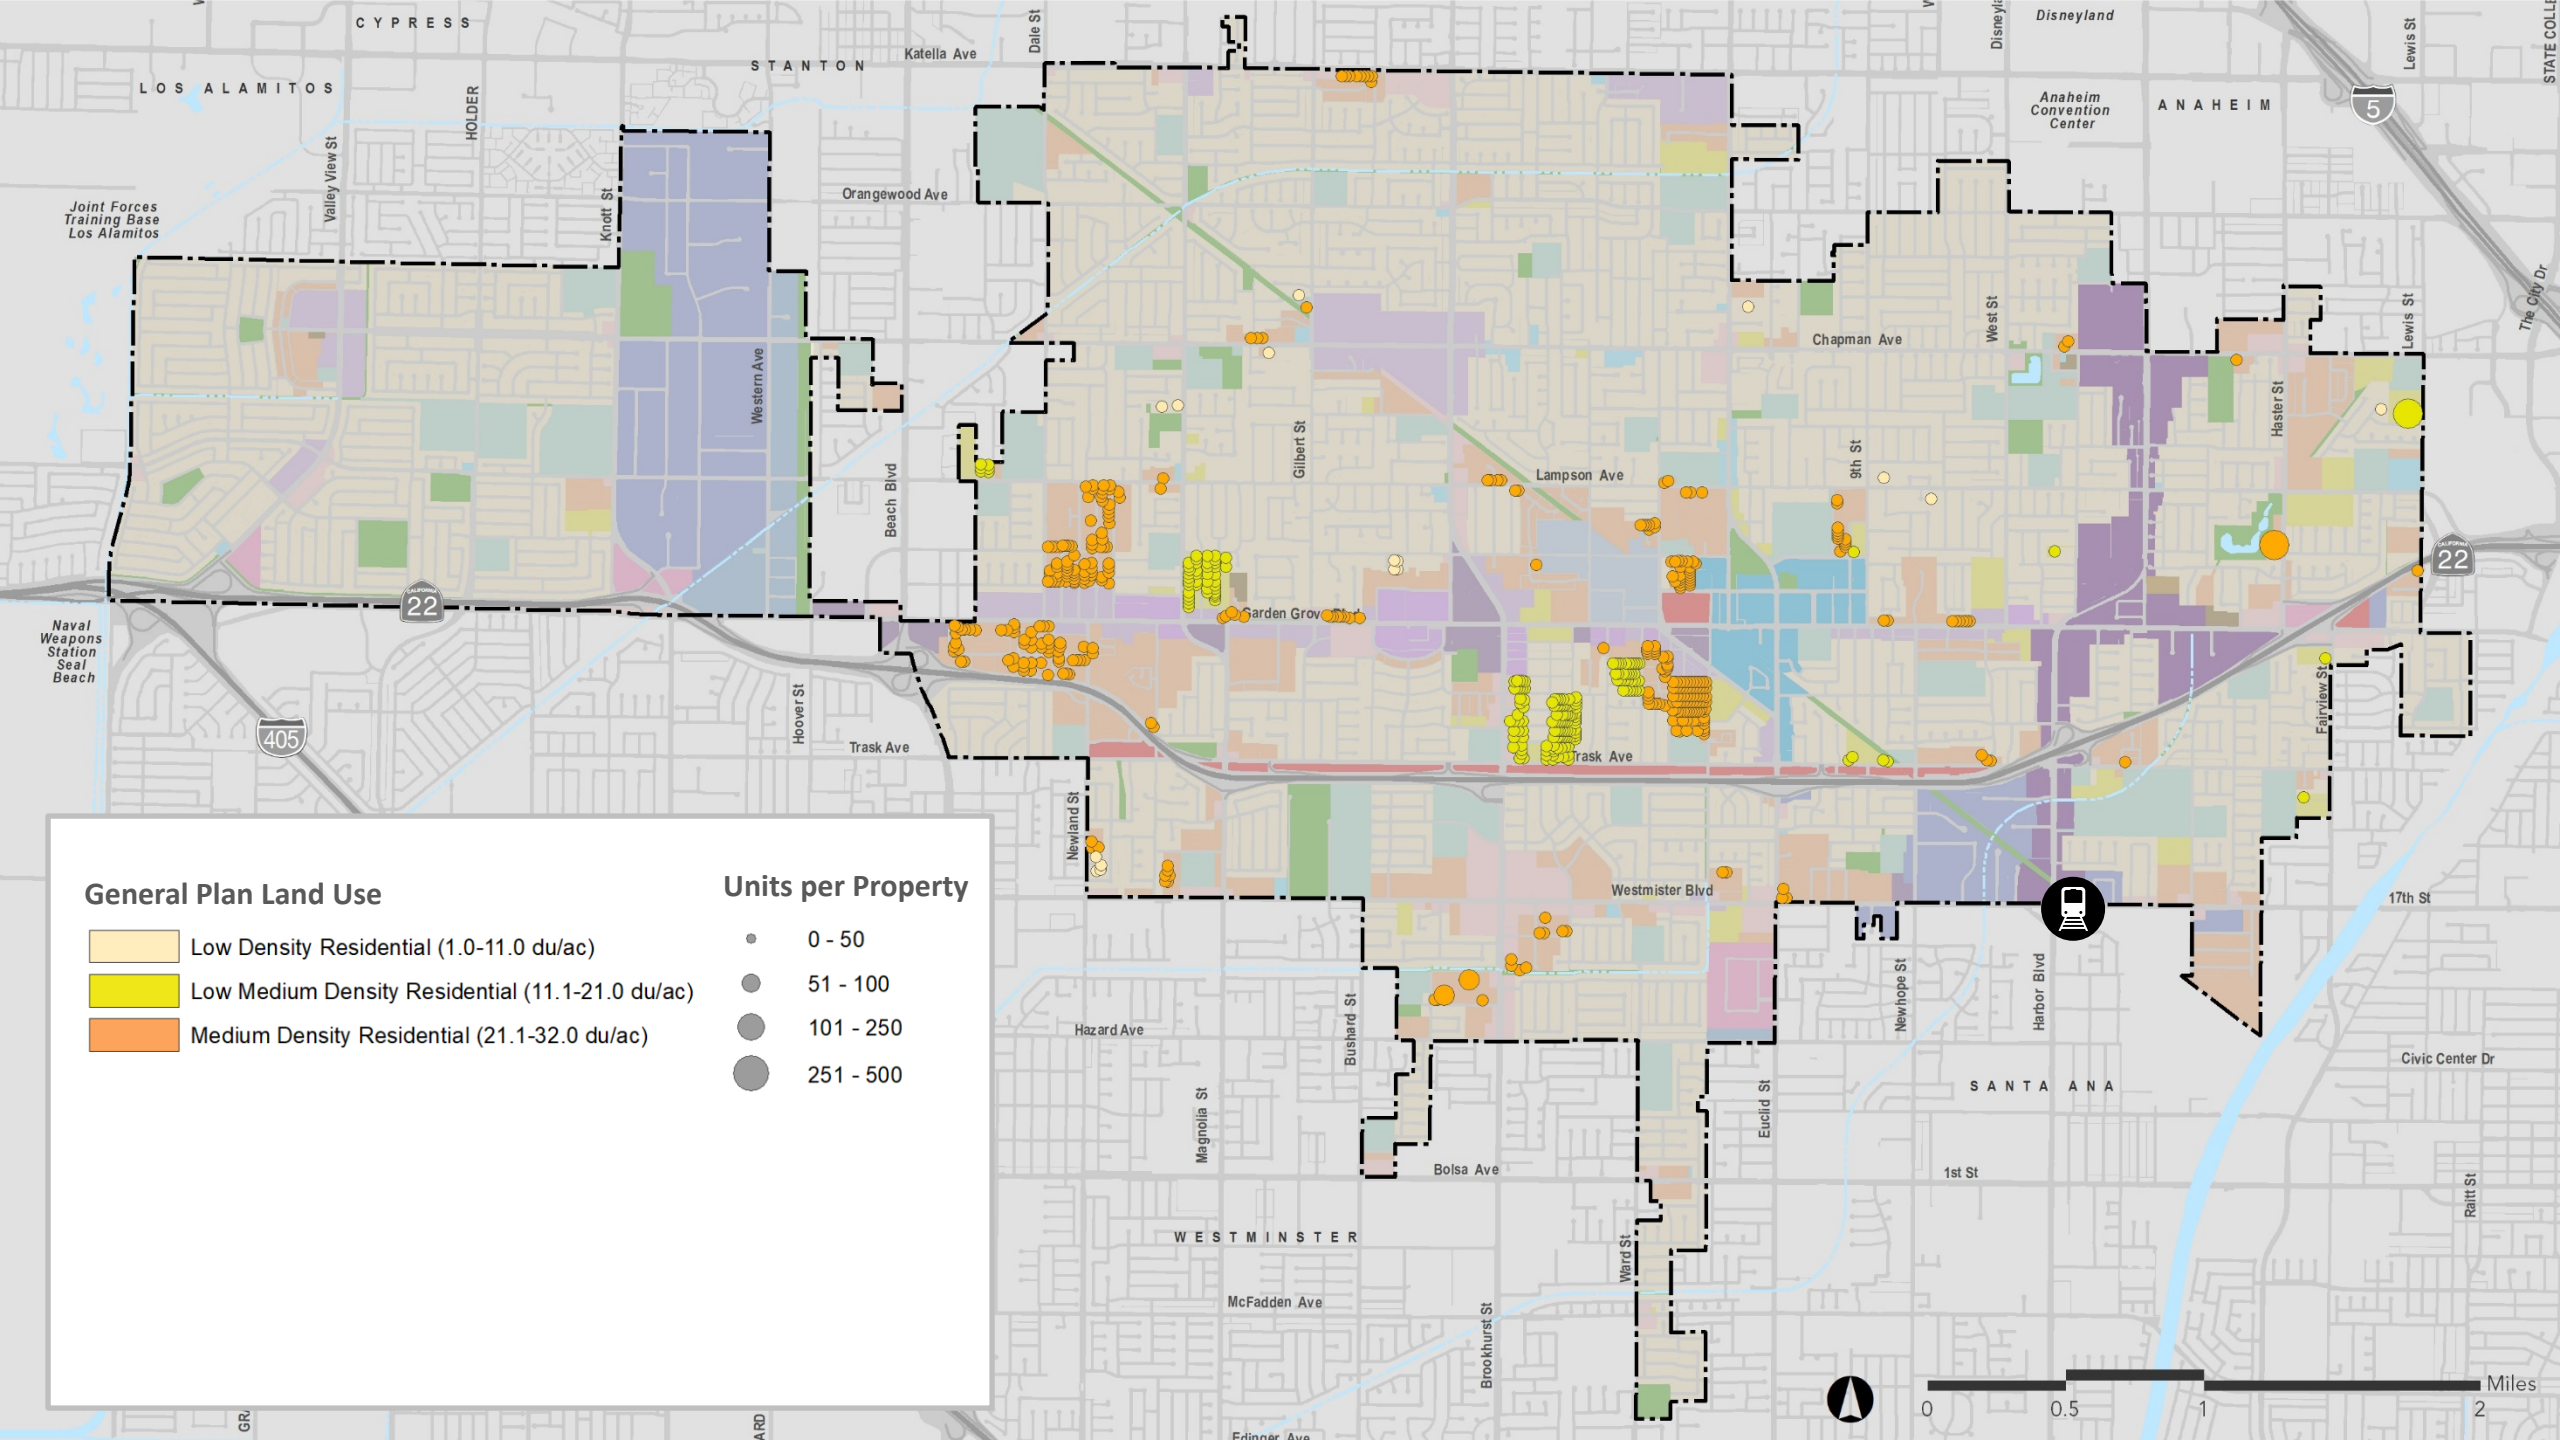 CYPRESS
Disneyland
Lewis St
Dale St
Katella Ave
STANTON
LOS ALAMITOS
HOLDER
Anaheim
Convention
Center
ANAHEIM
5
Valley View St
Knott St
Orangewood Ave
Joint Forces
Training Base
Los Alamitos
The City Dr
West St
Lewis St
Chapman Ave
Western Ave
Haster St
Gilbert St
9th St
Lampson Ave
Beach Blvd
CALIFORNIA
22
CALIFORNIA
22
Garden Grove Blvd
Naval
Weapons
Station
Seal
Beach
Fairview St
405
Hoover St
Trask Ave
Trask Ave
Newland St
Westmister Blvd
17th St
General Plan Land Use
Low Density Residential (1.0-11.0 du/ac)
Low Medium Density Residential (11.1-21.0 du/ac)
Medium Density Residential (21.1-32.0 du/ac)
Units per Property
0 - 50
51 - 100
101 - 250
251 - 500
Newhope St
Harbor Blvd
Bushard St
Hazard Ave
Civic Center Dr
SANTA ANA
Magnolia St
Euclid St
Bolsa Ave
1st St
Raitt St
WESTMINSTER
Ward St
McFadden Ave
Brookhurst St
Edinger Ave
Miles
0
0.5
1
2